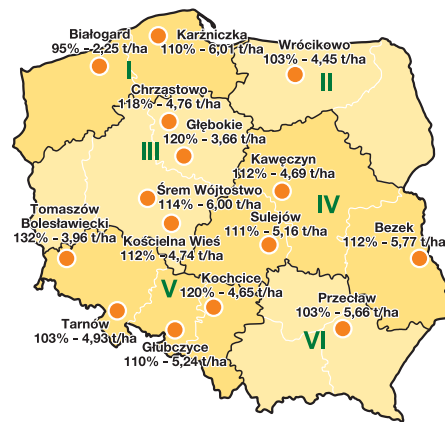 Białogard
95% - 2,25 t/ha
Karżniczka
110% - 6,01 t/ha
Wrócikowo
103% - 4,45 t/ha
I
II
Chrząstowo
118% - 4,76 t/ha
Głębokie
120% - 3,66 t/ha
III
Kawęczyn
112% - 4,69 t/ha
Śrem Wójtostwo
114% - 6,00 t/ha
IV
Tomaszów
Bolesławiecki
132% - 3,96 t/ha
Kościelna Wieś
112% - 4,74 t/ha
Sulejów
111% - 5,16 t/ha
Bezek
112% - 5,77 t/ha
V
Kochcice
120% - 4,65 t/ha
Przecław
103% - 5,66 t/ha
Tarnów
103% - 4,93 t/ha
Głubczyce
110% - 5,24 t/ha
VI